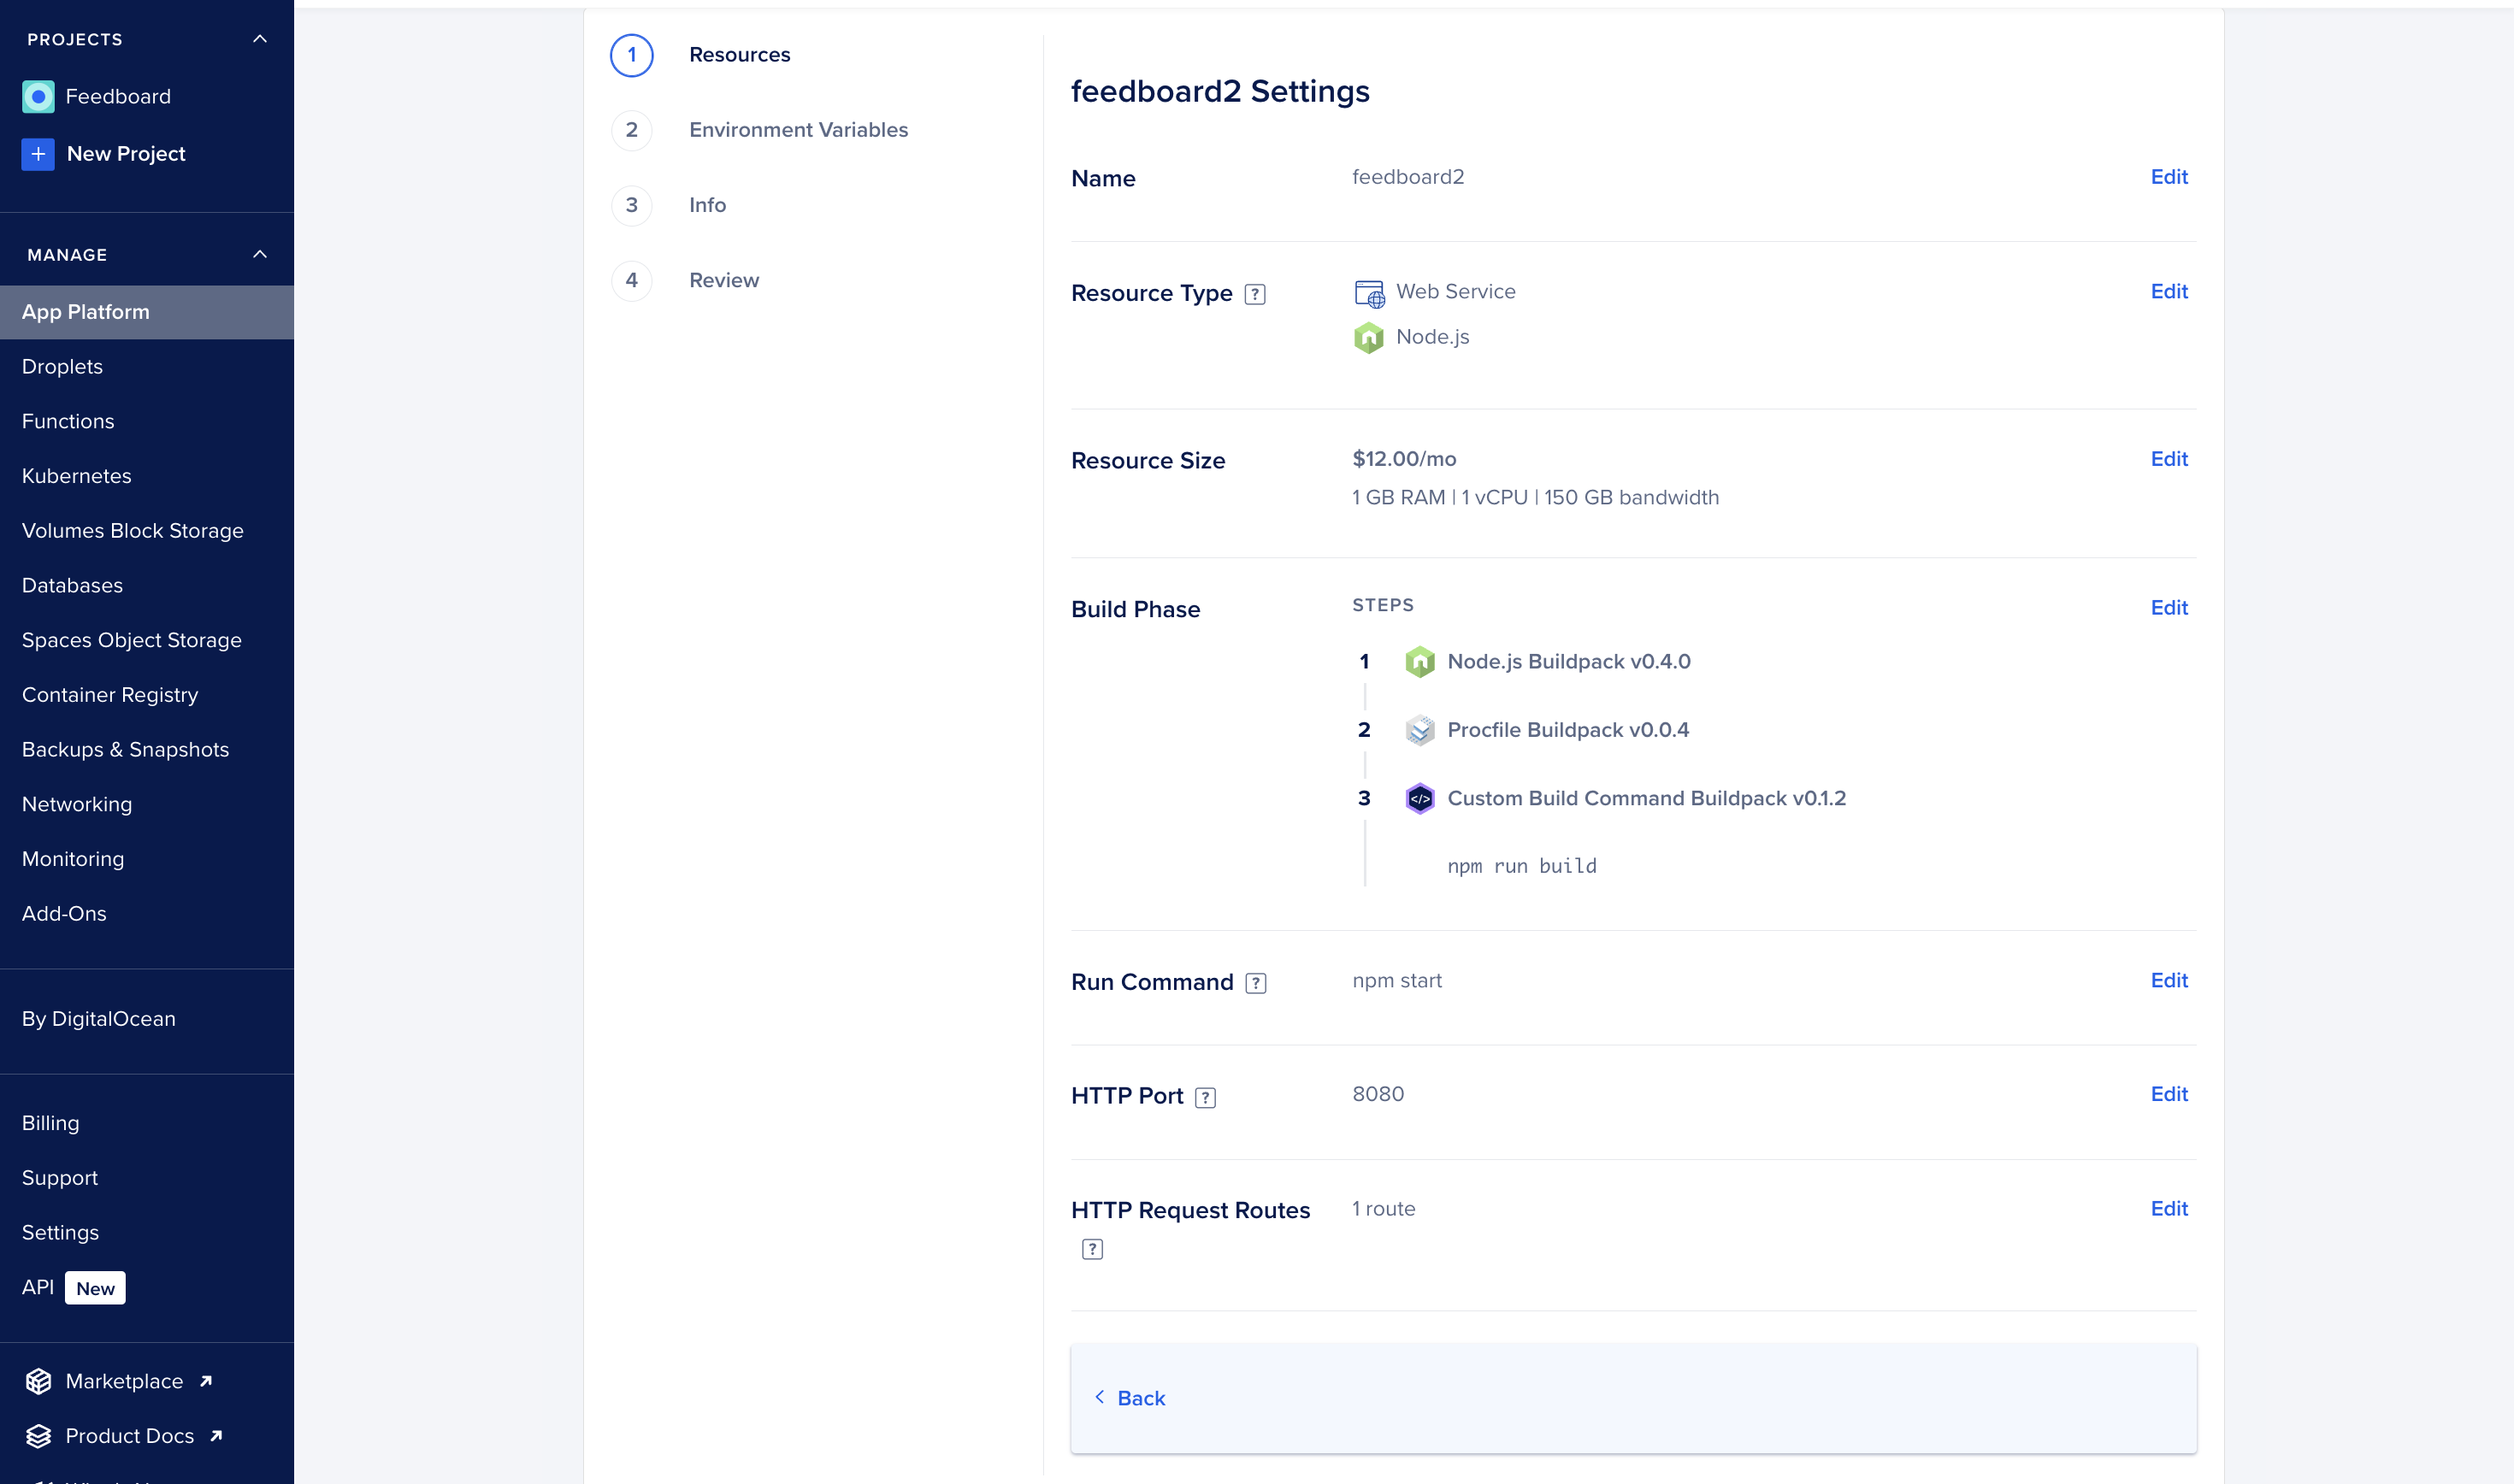 PROJECTS
Feedboard
New Project
MANAGE
App Platform
Droplets
Functions
Kubernetes
Volumes Block Storage
Databases
Spaces Object Storage
Container Registry
Backups & Snapshots
Networking
Monitoring
Add-Ons
By DigitalOcean
Billing
Support
Settings
API New
Marketplace
Product Docs
1 Resources
2 Environment Variables
3 Info
4 Review
feedboard2 Settings
Name feedboard2 Edit
Resource Type ? Web Service Edit
Node.js
Resource Size $12.00/mo Edit
1 GB RAM | 1 vCPU | 150 GB bandwidth
Build Phase STEPS Edit
1 Node.js Buildpack v0.4.0
2 Procfile Buildpack v0.0.4
3 </> Custom Build Command Buildpack v0.1.2
npm run build
Run Command ? npm start Edit
HTTP Port ? 8080 Edit
HTTP Request Routes 1 route Edit
?
Back